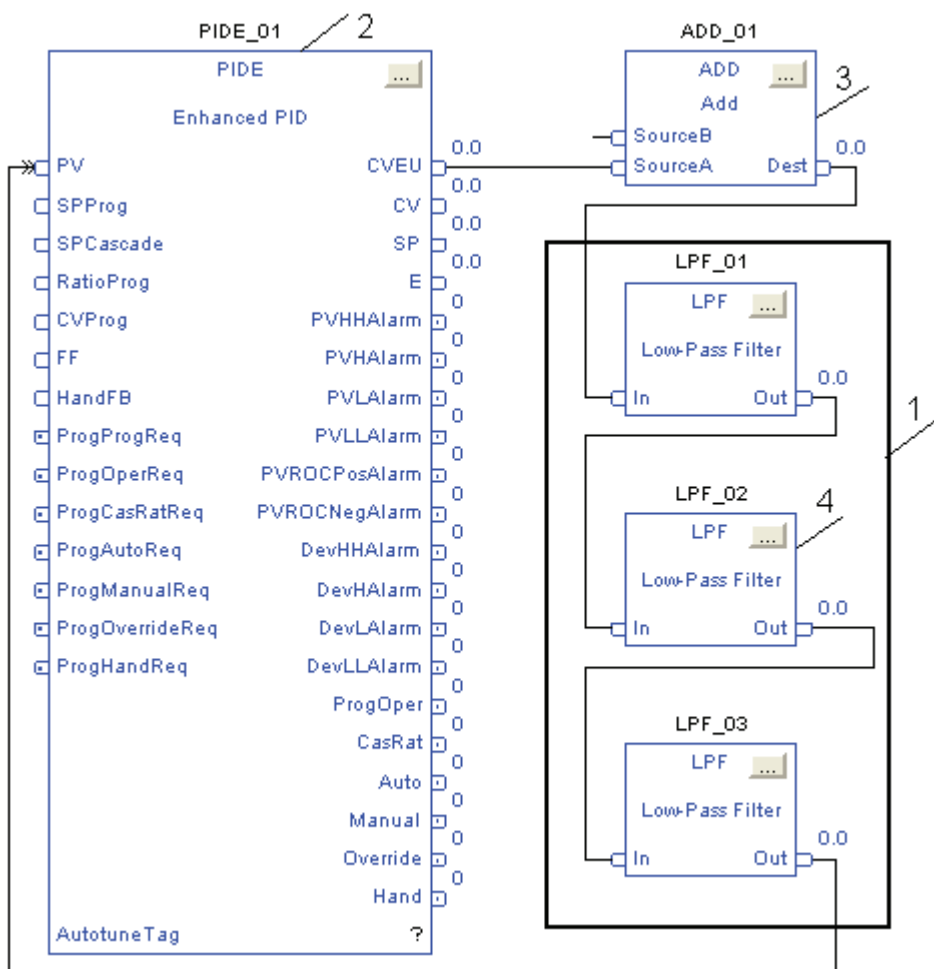 PIDE_01
2
PIDE
...
Enhanced PID
PV
CVEU
0.0
SPProg
CV
0.0
SPCascade
SP
0.0
RatioProg
E
0.0
CVProg
PVHHAlarm
0
FF
PVHAlarm
0
HandFB
PVLAlarm
0
ProgProgReq
PVLLAlarm
0
ProgOperReq
PVROCPosAlarm
0
ProgCasRatReq
PVROCNegAlarm
0
ProgAutoReq
DevHHAlarm
0
ProgManualReq
DevHAlarm
0
ProgOverrideReq
DevLAlarm
0
ProgHandReq
DevLLAlarm
0
ProgOper
0
CasRat
0
Auto
0
Manual
0
Override
0
Hand
0
AutotuneTag
?
ADD_01
ADD
...
3
Add
SourceB
SourceA
Dest
0.0
LPF_01
LPF
...
Low-Pass Filter
In
Out
0.0
1
LPF_02
4
LPF
...
Low-Pass Filter
In
Out
0.0
LPF_03
LPF
...
Low-Pass Filter
In
Out
0.0